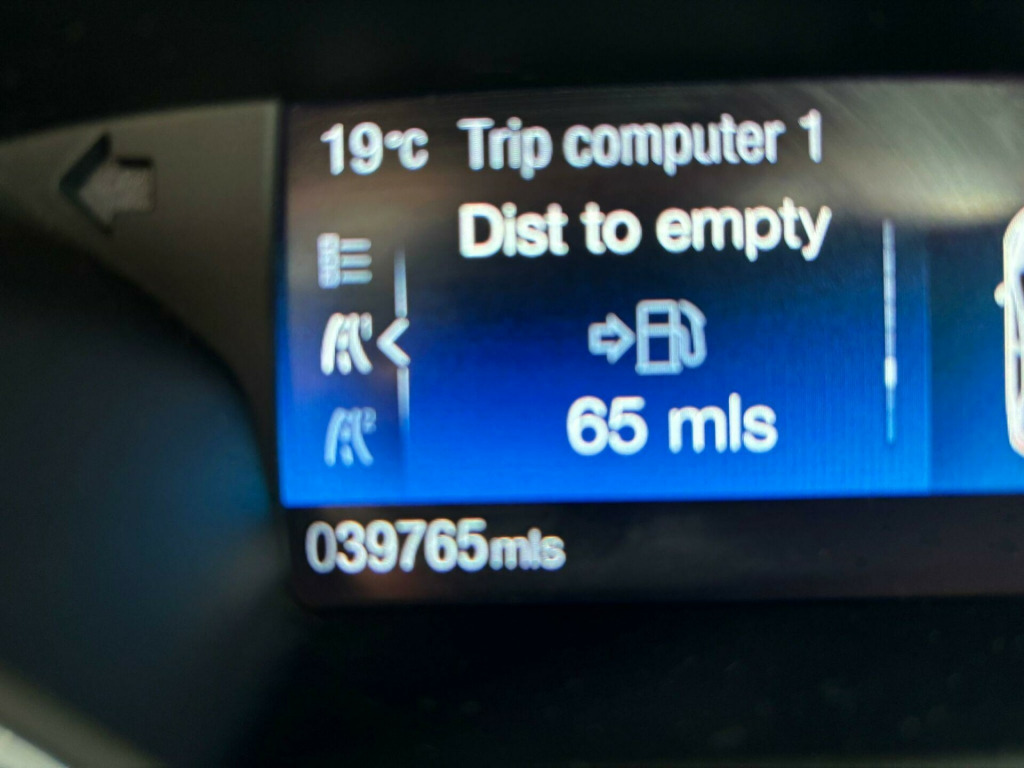 19°C Trip computer 1
Dist to empty
65 mls
039765mls